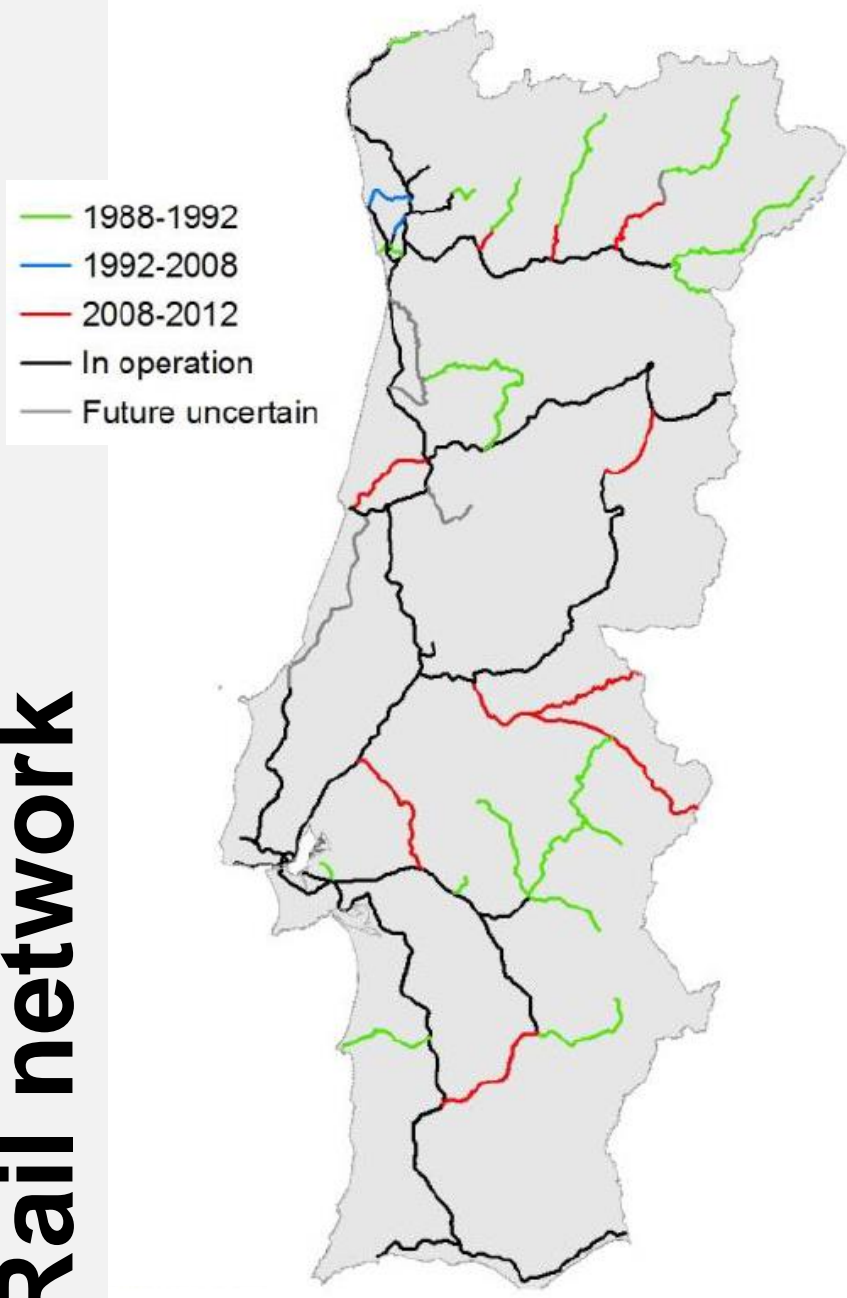 1988-1992
1992-2008
2008-2012
In operation
Future uncertain
Rail network